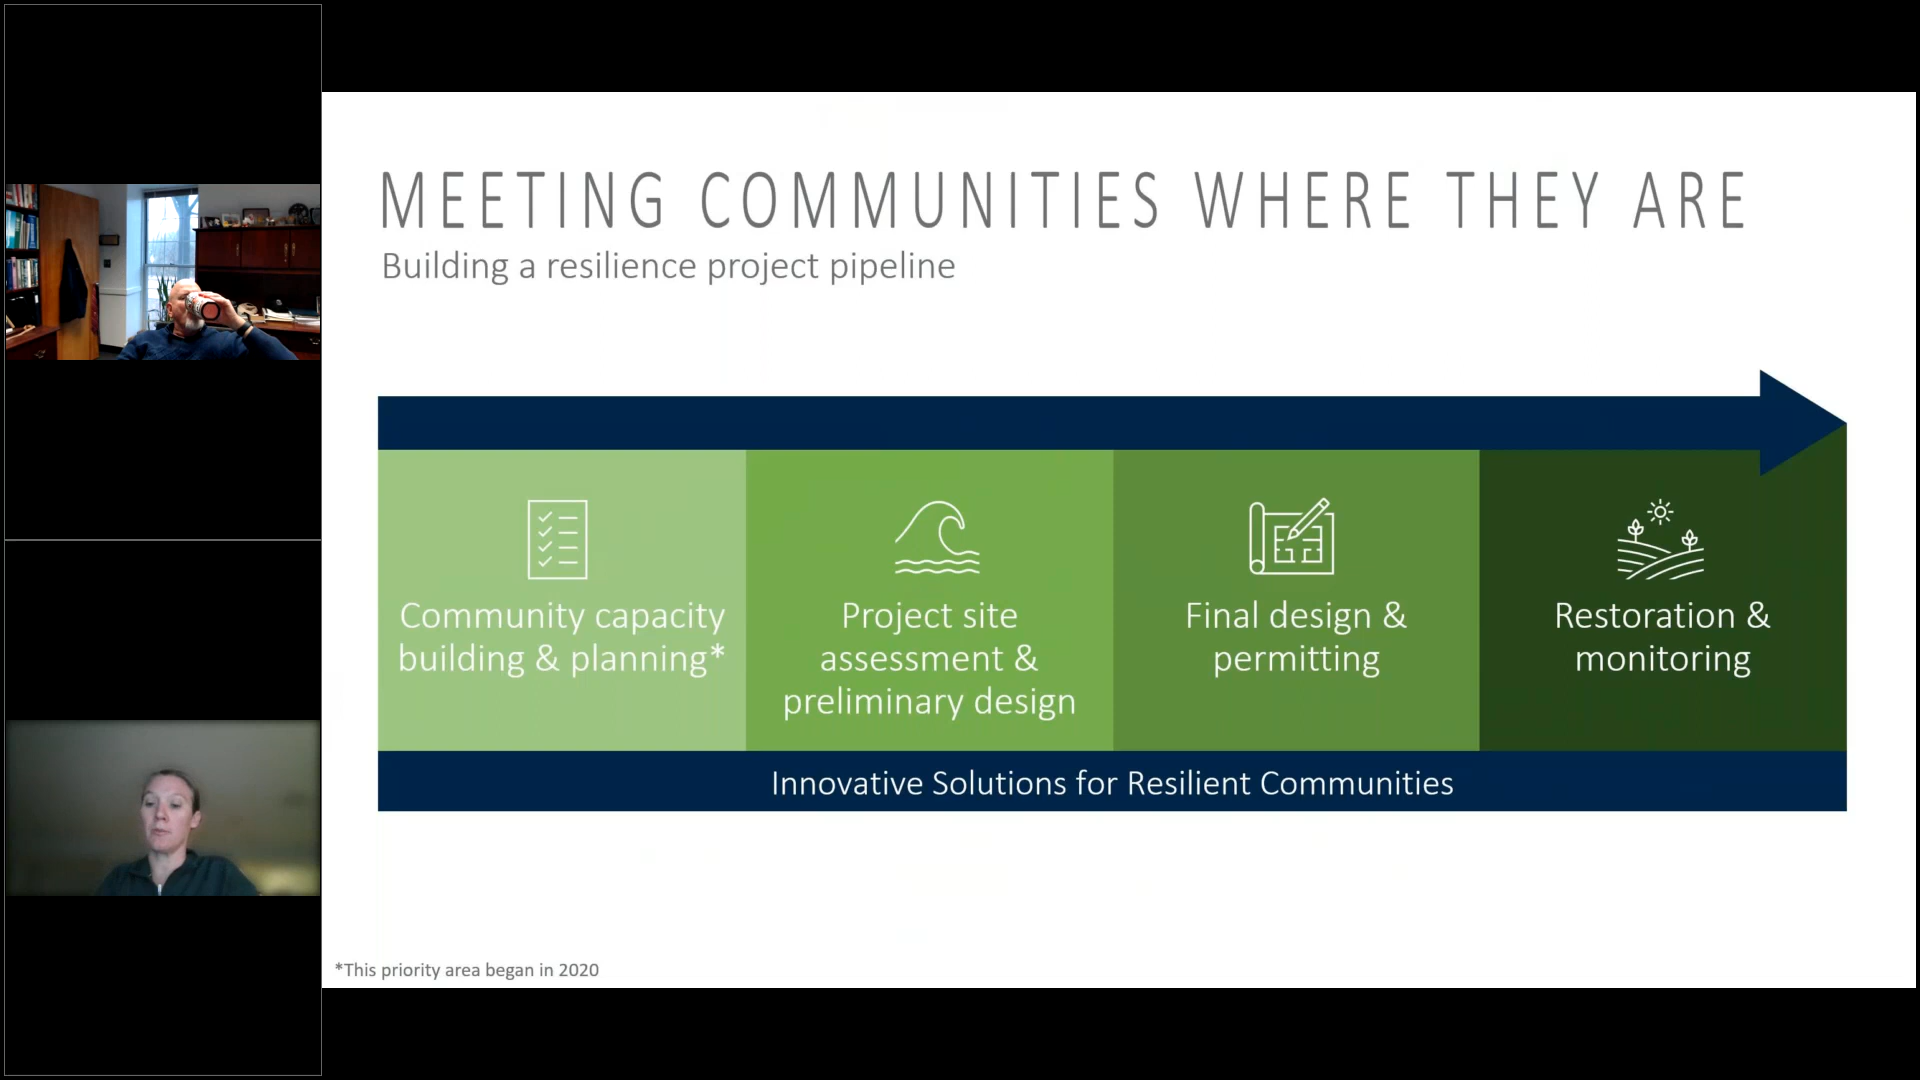 MEETING COMMUNITIES WHERE THEY ARE
Building a resilience project pipeline
Community capacity
building & planning*
Project site
assessment &
preliminary design
Final design &
permitting
Restoration &
monitoring
Innovative Solutions for Resilient Communities
*This priority area began in 2020